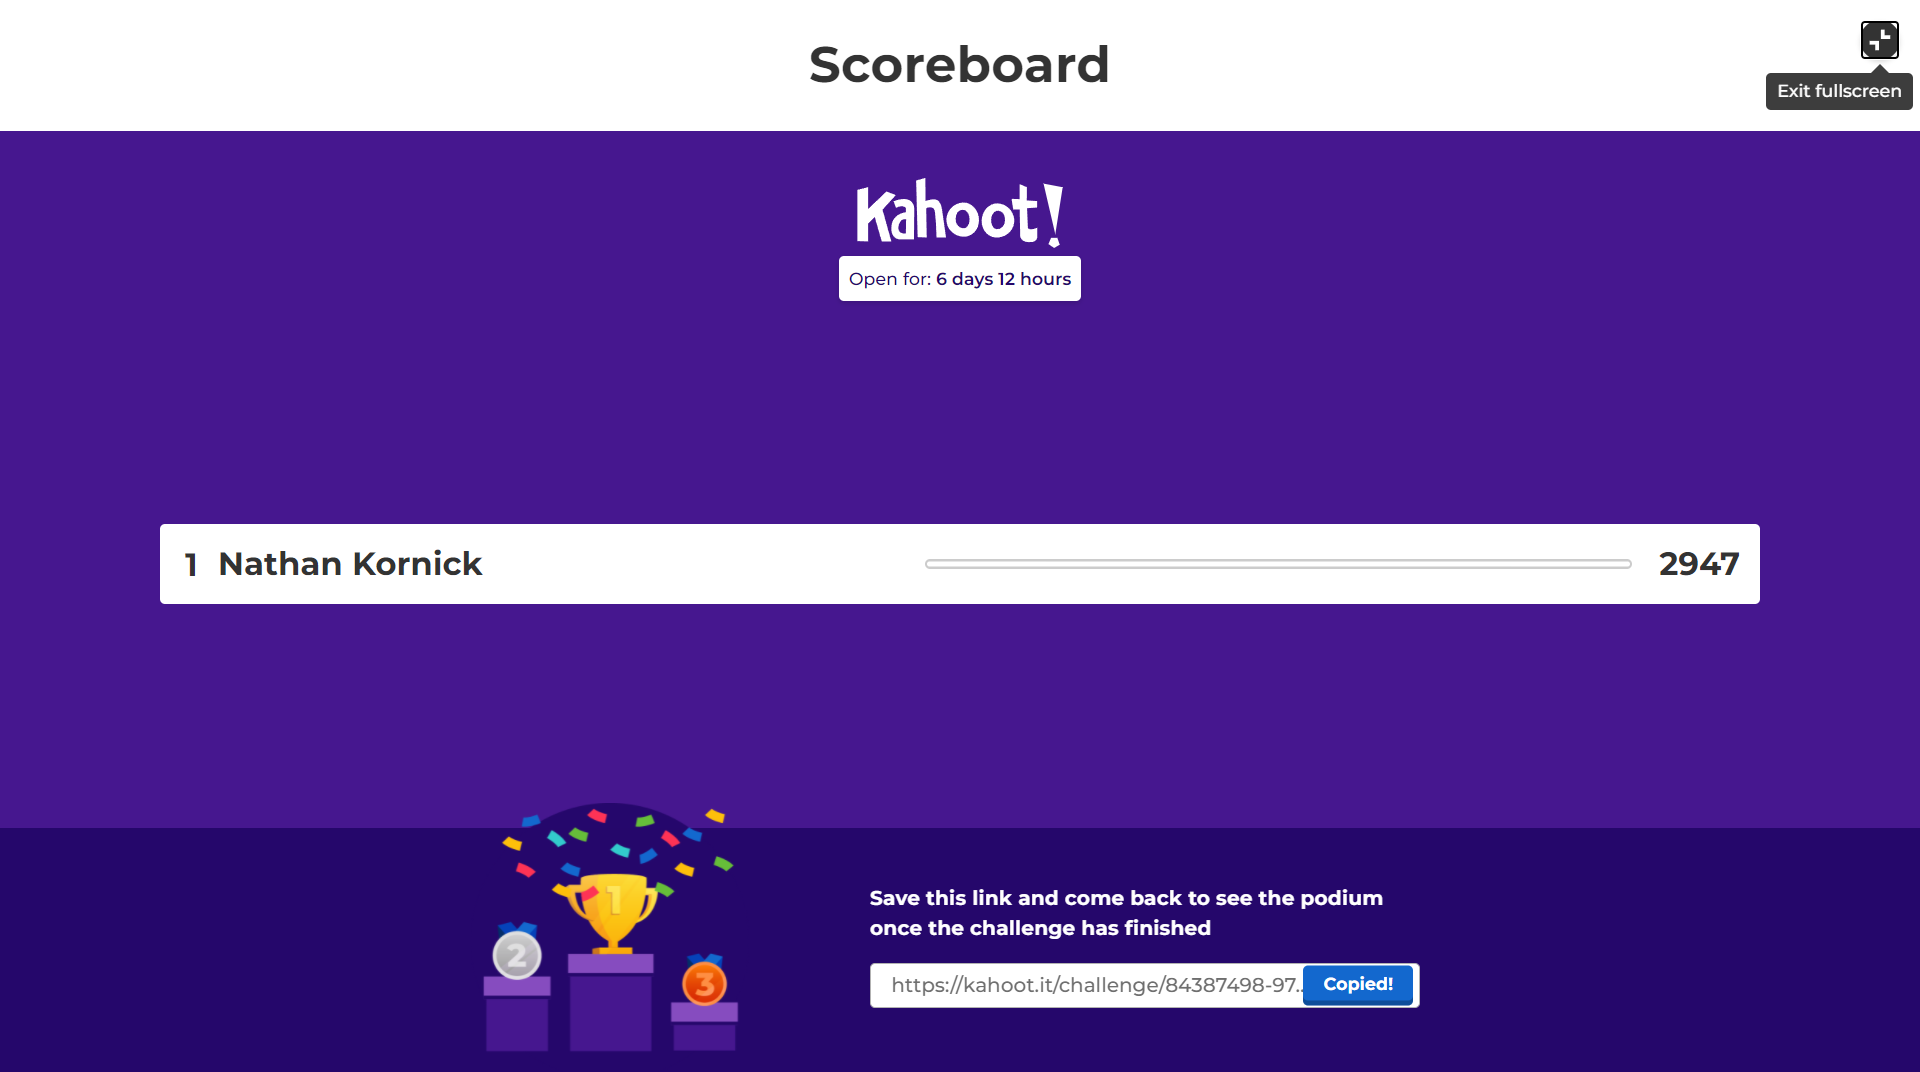 Scoreboard
Exit fullscreen
Kahoot!
Open for: 6 days 12 hours
1 Nathan Kornick 2947
1
2
3
Save this link and come back to see the podium
once the challenge has finished
https://kahoot.it/challenge/84387498-97... Copied!